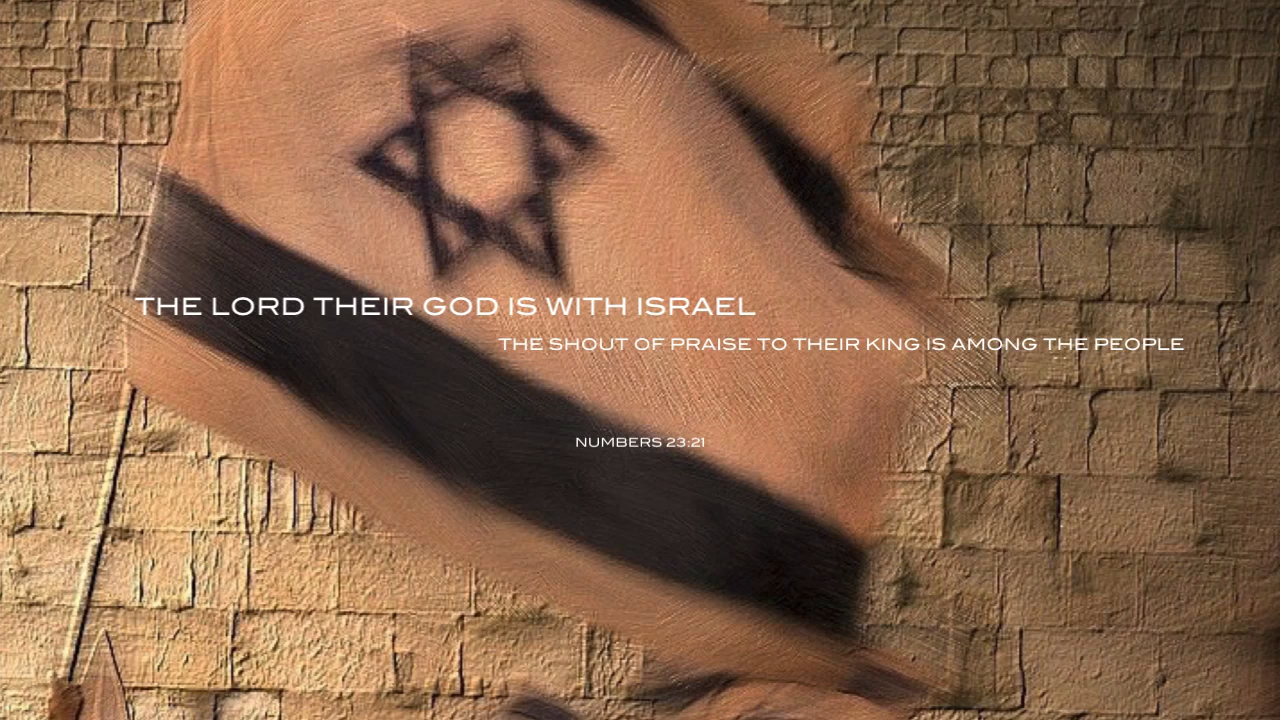 THE LORD THEIR GOD IS WITH ISRAEL
THE SHOUT OF PRAISE TO THEIR KING IS AMONG THE PEOPLE
NUMBERS 23:21